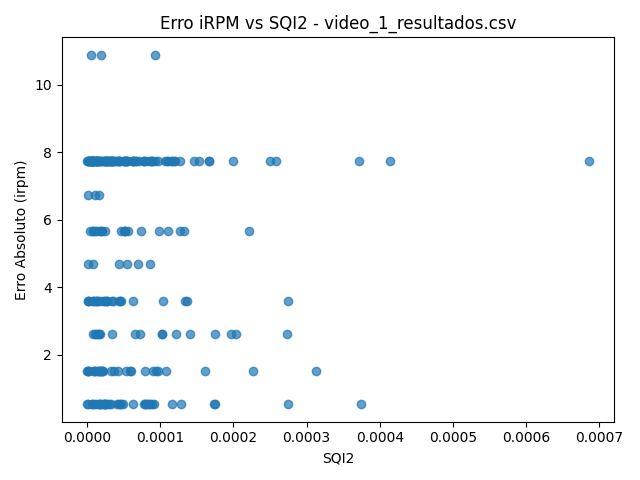 Erro iRPM vs SQI2 - video_1_resultados.csv
Erro Absoluto (irpm)
10
8
6
4
2
0.0000 0.0001 0.0002 0.0003 0.0004 0.0005 0.0006 0.0007
SQI2